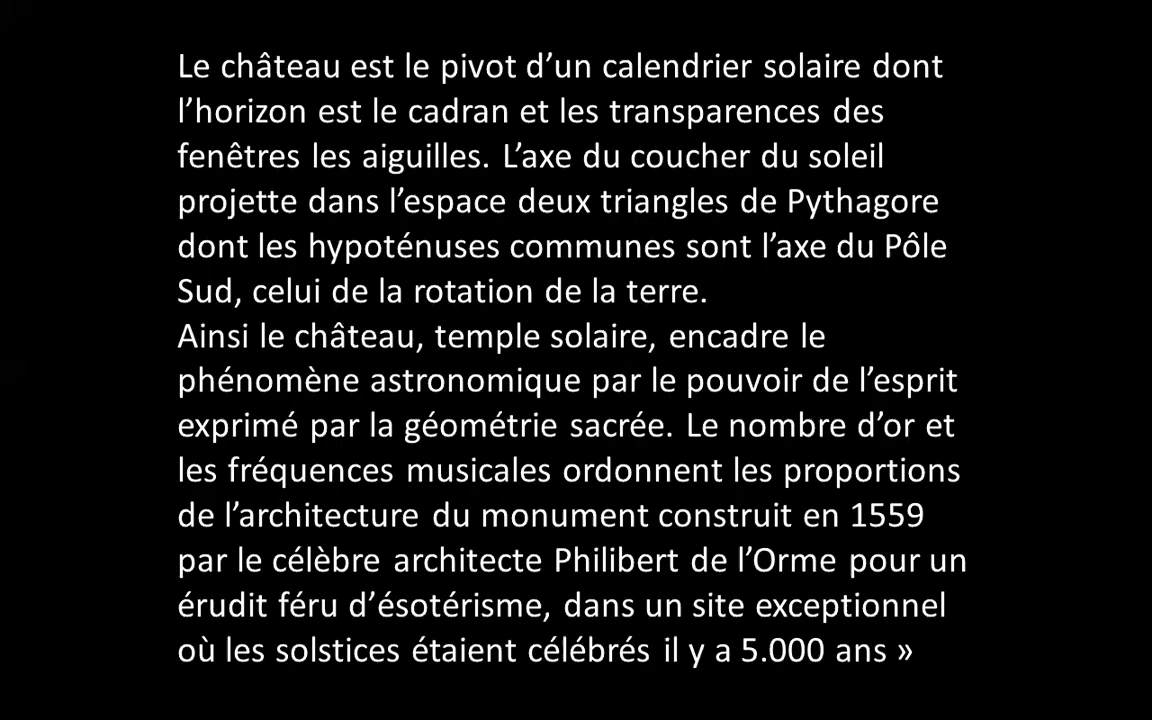 Le château est le pivot d’un calendrier solaire dont
l’horizon est le cadran et les transparences des
fenêtres les aiguilles. L’axe du coucher du soleil
projette dans l’espace deux triangles de Pythagore
dont les hypoténuses communes sont l’axe du Pôle
Sud, celui de la rotation de la terre.
Ainsi le château, temple solaire, encadre le
phénomène astronomique par le pouvoir de l’esprit
exprimé par la géométrie sacrée. Le nombre d’or et
les fréquences musicales ordonnent les proportions
de l’architecture du monument construit en 1559
par le célèbre architecte Philibert de l’Orme pour un
érudit féru d’ésotérisme, dans un site exceptionnel
où les solstices étaient célébrés il y a 5.000 ans »